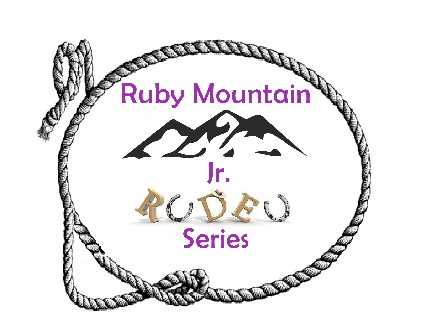 Ruby Mountain
Jr.
RODEO
Series